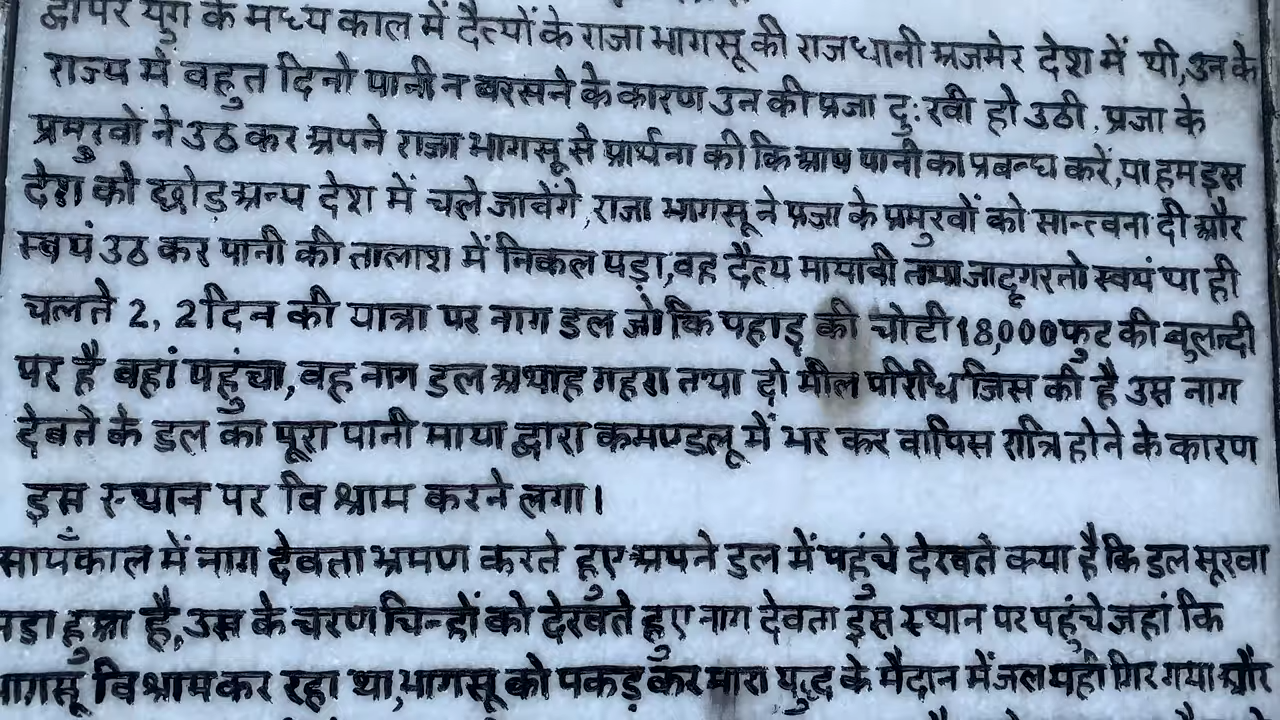 द्वापर युग के मध्य काल में दैत्यों के राजा भागसू की राजधानी अजमेर देश में थी, उन के
राज्य में बहुत दिनो पानी न बरसने के कारण उन की प्रजा दुःखी हो उठी, प्रजा के
प्रमुखों ने उठ कर अपने राजा भागसू से प्रार्थना की कि आप पानी का प्रबन्ध करें, या हम इस
देश को छोड़ अन्य देश में चले जावेंगे, राजा भागसू ने प्रजा के प्रमुखों को सान्त्वना दी और
स्वयं उठ कर पानी की तालाश में निकल पड़ा, वह दैत्य मायावी तथा जादूगर तो स्वयं था ही
चलते 2, 2 दिन की यात्रा पर नाग डल जो कि पहाड़ की चोटी 18,000 फुट की बुलन्दी
पर है वहां पहुंचा, वह नाग डल अथाह गहरा तथा दो मील परिधि जिस की है उस नाग
देबते के डल का पूरा पानी माया द्वारा कमण्डलू में भर कर वापिस रात्रि होने के कारण
इस स्थान पर विश्राम करने लगा।
सायँकाल में नाग देवता भ्रमण करते हुए अपने डल में पहुंचे देखते क्या है कि डल सूखा
पडा हुआ है, उस के चरण चिन्हों को देखते हुए नाग देवता इस स्थान पर पहुंचे जहां कि
भागसू विश्राम कर रहा था, भागसू को पकड़ कर मारा युद्ध के मैदान में जल यहाँ गिर गया और